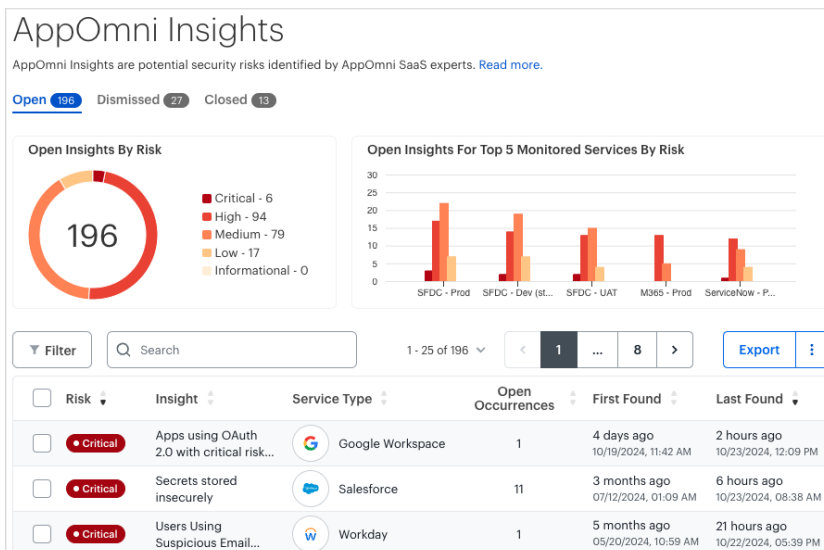 AppOmni Insights
AppOmni Insights are potential security risks identified by AppOmni SaaS experts. Read more.
Open 196 Dismissed 27 Closed 13
Open Insights By Risk
196
Critical - 6
High - 94
Medium - 79
Low - 17
Informational - 0
Open Insights For Top 5 Monitored Services By Risk
30
25
20
15
10
5
0
SFDC - Prod SFDC - Dev (st... SFDC - UAT M365 - Prod ServiceNow - P...
Filter Search 1 - 25 of 196 1 ... 8 Export
Risk Insight Service Type Open Occurrences First Found Last Found
Critical Apps using OAuth 2.0 with critical risk... Google Workspace 1 4 days ago 10/19/2024, 11:42 AM 2 hours ago 10/23/2024, 12:09 PM
Critical Secrets stored insecurely Salesforce 11 3 months ago 07/12/2024, 01:09 AM 6 hours ago 10/23/2024, 08:38 AM
Critical Users Using Suspicious Email... Workday 1 5 months ago 05/20/2024, 10:59 AM 21 hours ago 10/22/2024, 05:39 PM